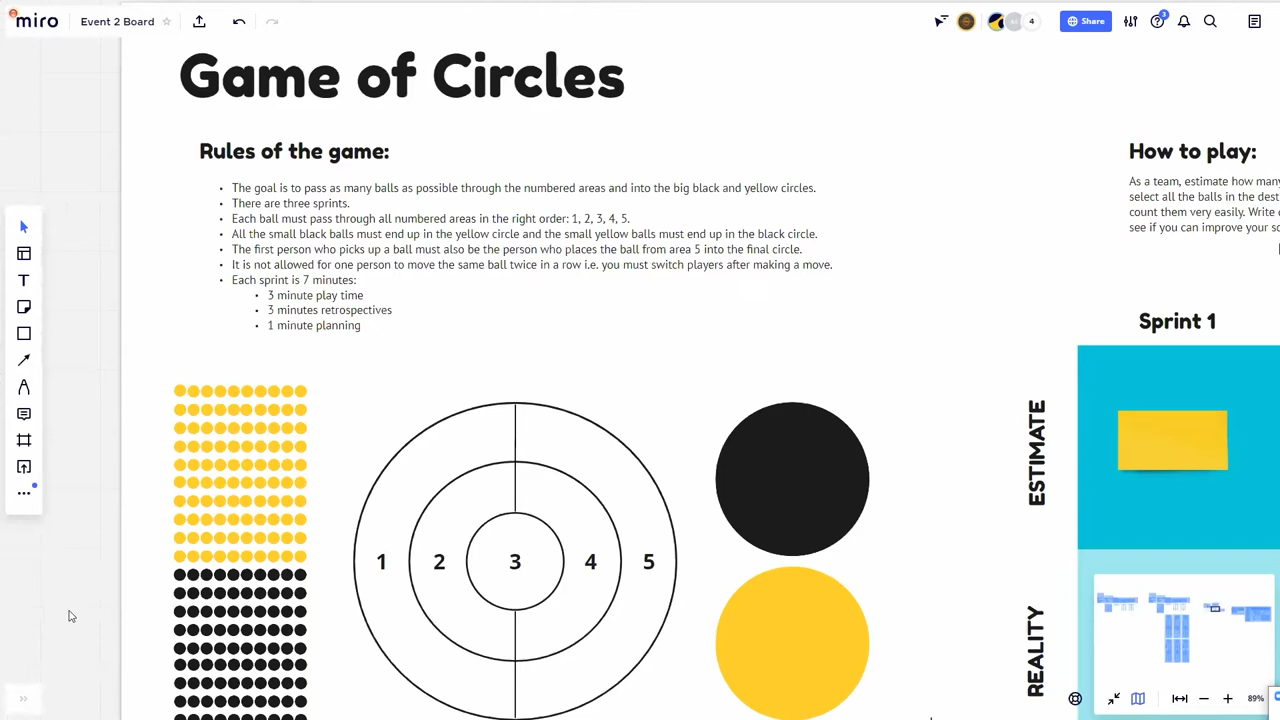 miro
Event 2 Board
4
Share
3
Game of Circles
Rules of the game:
• The goal is to pass as many balls as possible through the numbered areas and into the big black and yellow circles.
• There are three sprints.
• Each ball must pass through all numbered areas in the right order: 1, 2, 3, 4, 5.
• All the small black balls must end up in the yellow circle and the small yellow balls must end up in the black circle.
• The first person who picks up a ball must also be the person who places the ball from area 5 into the final circle.
• It is not allowed for one person to move the same ball twice in a row i.e. you must switch players after making a move.
• Each sprint is 7 minutes:
• 3 minute play time
• 3 minutes retrospectives
• 1 minute planning
How to play:
As a team, estimate how many
select all the balls in the dest
count them very easily. Write
see if you can improve your s
Sprint 1
ESTIMATE
REALITY
1 2 3 4 5
89%